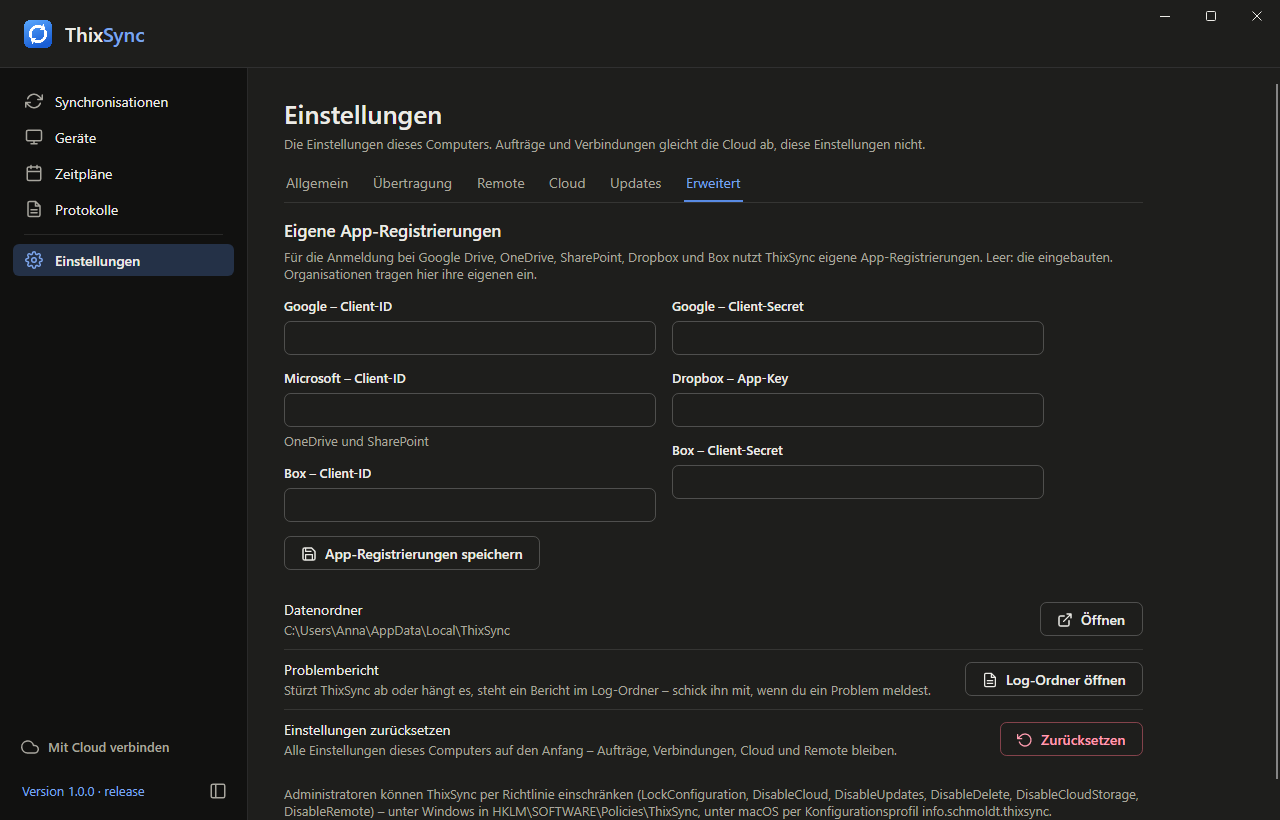 ThixSync
Synchronisationen
Geräte
Zeitpläne
Protokolle
Einstellungen
Mit Cloud verbinden
Version 1.0.0 · release
Einstellungen
Die Einstellungen dieses Computers. Aufträge und Verbindungen gleicht die Cloud ab, diese Einstellungen nicht.
Allgemein Übertragung Remote Cloud Updates Erweitert
Eigene App-Registrierungen
Für die Anmeldung bei Google Drive, OneDrive, SharePoint, Dropbox und Box nutzt ThixSync eigene App-Registrierungen. Leer: die eingebauten.
Organisationen tragen hier ihre eigenen ein.
Google – Client-ID
Google – Client-Secret
Microsoft – Client-ID
Dropbox – App-Key
OneDrive und SharePoint
Box – Client-Secret
Box – Client-ID
App-Registrierungen speichern
Datenordner
C:\Users\Anna\AppData\Local\ThixSync
Öffnen
Problembericht
Stürzt ThixSync ab oder hängt es, steht ein Bericht im Log-Ordner – schick ihn mit, wenn du ein Problem meldest.
Log-Ordner öffnen
Einstellungen zurücksetzen
Alle Einstellungen dieses Computers auf den Anfang – Aufträge, Verbindungen, Cloud und Remote bleiben.
Zurücksetzen
Administratoren können ThixSync per Richtlinie einschränken (LockConfiguration, DisableCloud, DisableUpdates, DisableDelete, DisableCloudStorage,
DisableRemote) – unter Windows in HKLM\SOFTWARE\Policies\ThixSync, unter macOS per Konfigurationsprofil info.schmoldt.thixsync.